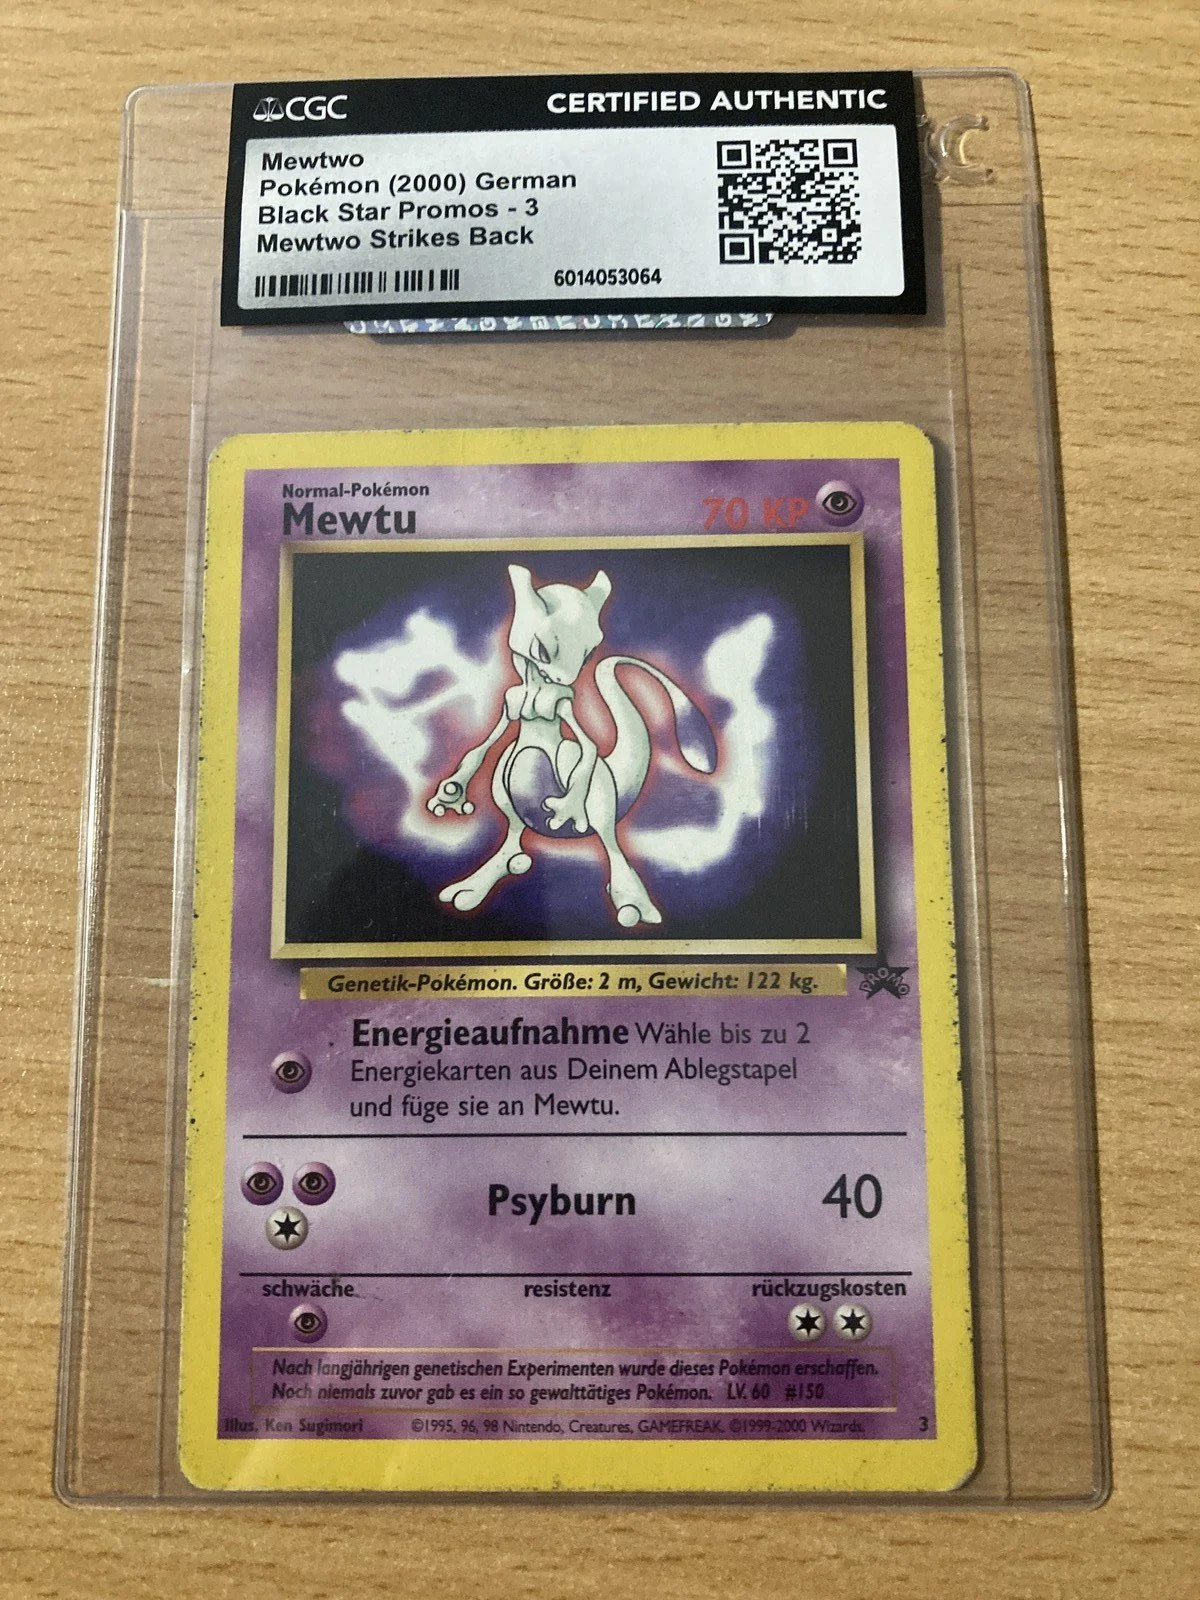 CGC
CERTIFIED AUTHENTIC
Mewtwo
Pokémon (2000) German
Black Star Promos - 3
Mewtwo Strikes Back
6014053064
Normal-Pokémon
Mewtu
70 KP
Genetik-Pokémon. Größe: 2 m, Gewicht: 122 kg.
PROMO
Energieaufnahme Wähle bis zu 2
Energiekarten aus Deinem Ablegstapel
und füge sie an Mewtu.
Psyburn
40
schwäche
resistenz
rückzugskosten
Nach langjährigen genetischen Experimenten wurde dieses Pokémon erschaffen.
Noch niemals zuvor gab es ein so gewalttätiges Pokémon. LV. 60 #150
Illus. Ken Sugimori
©1995, 96, 98 Nintendo, Creatures, GAMEFREAK. ©1999-2000 Wizards.
3